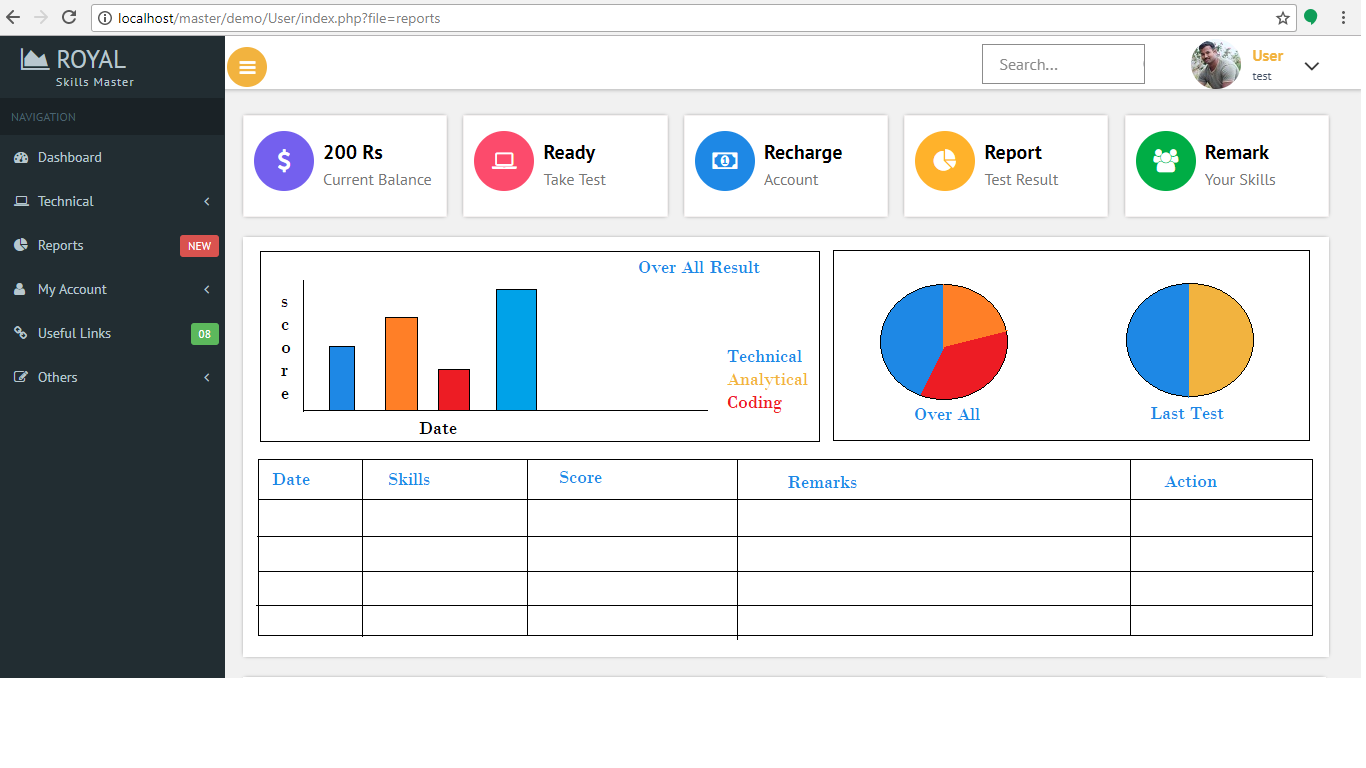 localhost/master/demo/User/index.php?file=reports
ROYAL
Skills Master
NAVIGATION
Dashboard
Technical
Reports NEW
My Account
Useful Links 08
Others
Search...
User
test
200 Rs
Current Balance
Ready
Take Test
Recharge
Account
Report
Test Result
Remark
Your Skills
Over All Result
score
Technical
Analytical
Coding
Date
Over All
Last Test
Date Skills Score Remarks Action